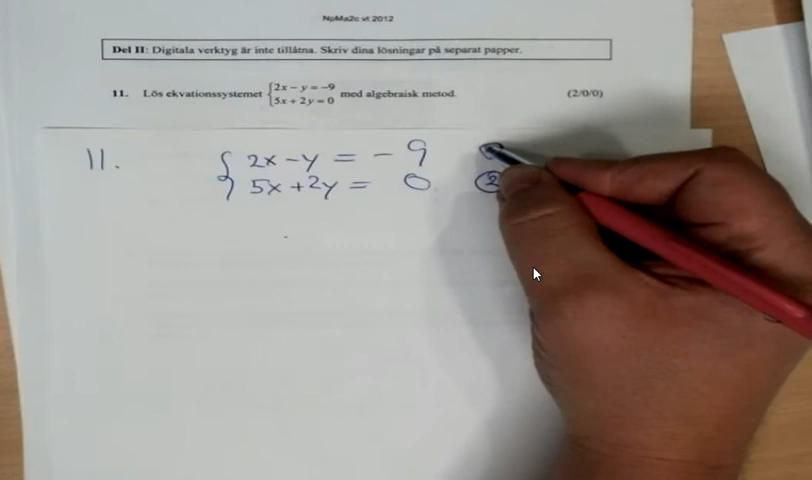 NpMa2c vt 2012
Del II: Digitala verktyg är inte tillåtna. Skriv dina lösningar på separat papper.
11. Lös ekvationssystemet {2x − y = −9 med algebraisk metod. (2/0/0)
5x + 2y = 0
11. { 2x − y = − 9
5x + 2y = 0 ②